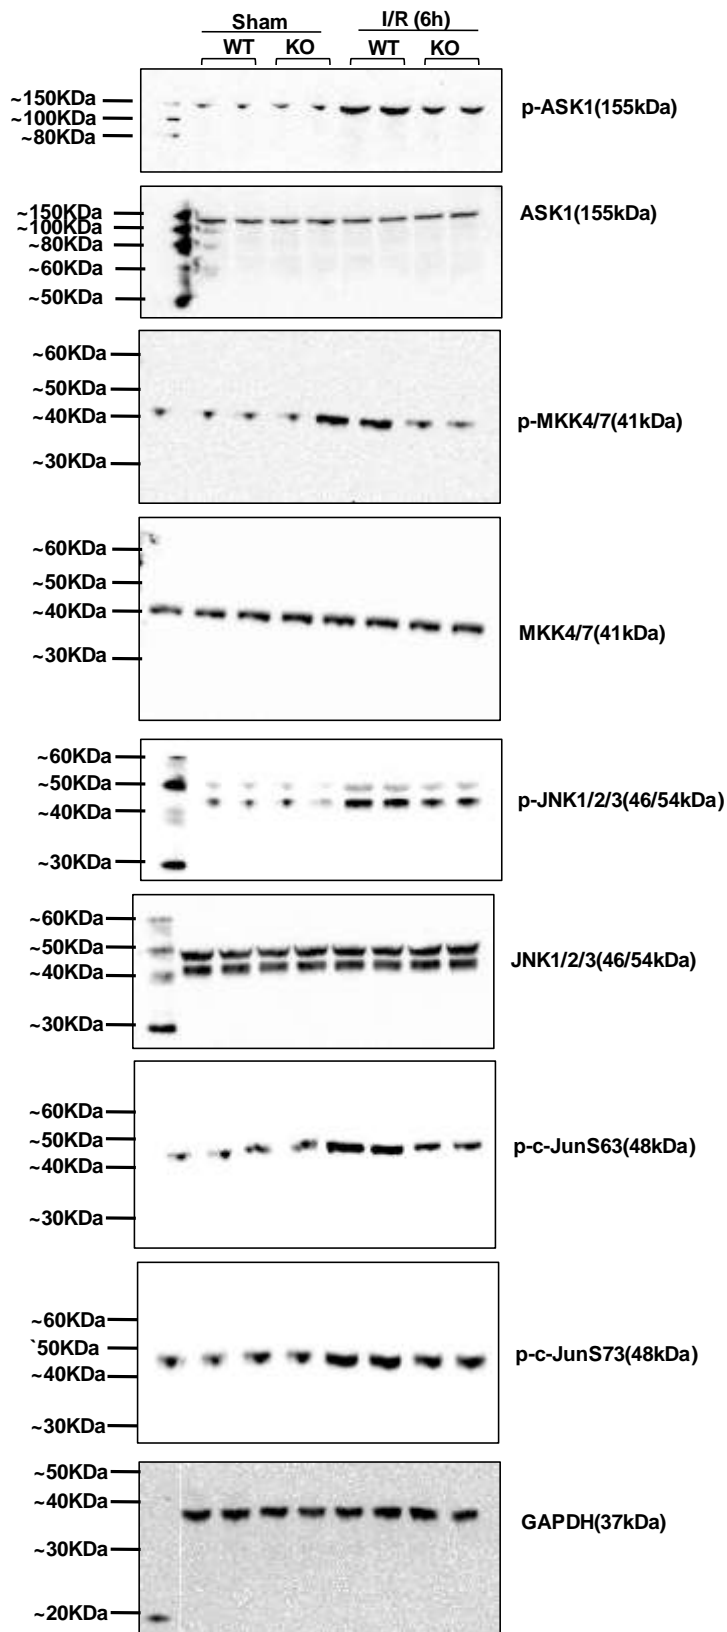 Sham I/R (6h)
WT KO WT KO
~150KDa
~100KDa
~80KDa
p-ASK1(155kDa)
~150KDa
~100KDa
~80KDa
~60KDa
~50KDa
ASK1(155kDa)
~60KDa
~50KDa
~40KDa
~30KDa
p-MKK4/7(41kDa)
~60KDa
~50KDa
~40KDa
~30KDa
MKK4/7(41kDa)
~60KDa
~50KDa
~40KDa
~30KDa
p-JNK1/2/3(46/54kDa)
~60KDa
~50KDa
~40KDa
~30KDa
JNK1/2/3(46/54kDa)
~60KDa
~50KDa
~40KDa
~30KDa
p-c-JunS63(48kDa)
~60KDa
`50KDa
~40KDa
~30KDa
p-c-JunS73(48kDa)
~50KDa
~40KDa
~30KDa
~20KDa
GAPDH(37kDa)